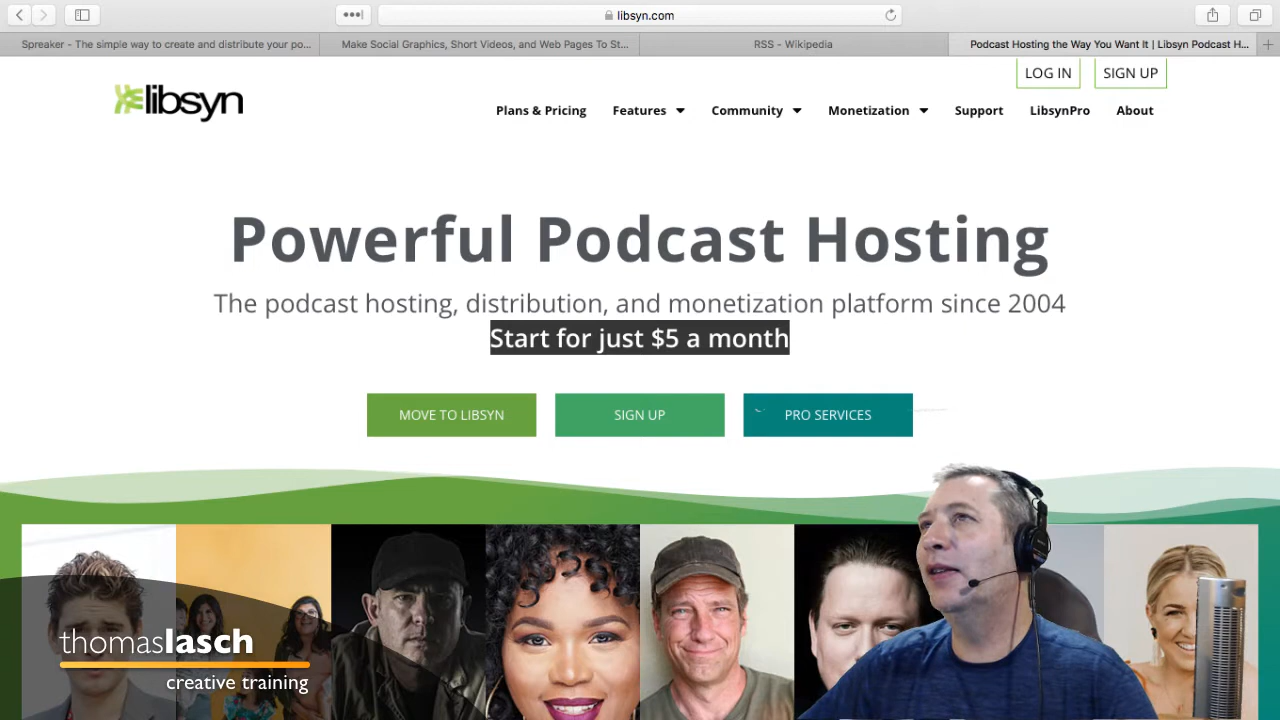 libsyn.com
Spreaker - The simple way to create and distribute your po...
Make Social Graphics, Short Videos, and Web Pages To St...
RSS - Wikipedia
Podcast Hosting the Way You Want It | Libsyn Podcast H...
LOG IN
SIGN UP
libsyn
Plans & Pricing
Features
Community
Monetization
Support
LibsynPro
About
Powerful Podcast Hosting
The podcast hosting, distribution, and monetization platform since 2004
Start for just $5 a month
MOVE TO LIBSYN
SIGN UP
PRO SERVICES
thomaslasch
creative training